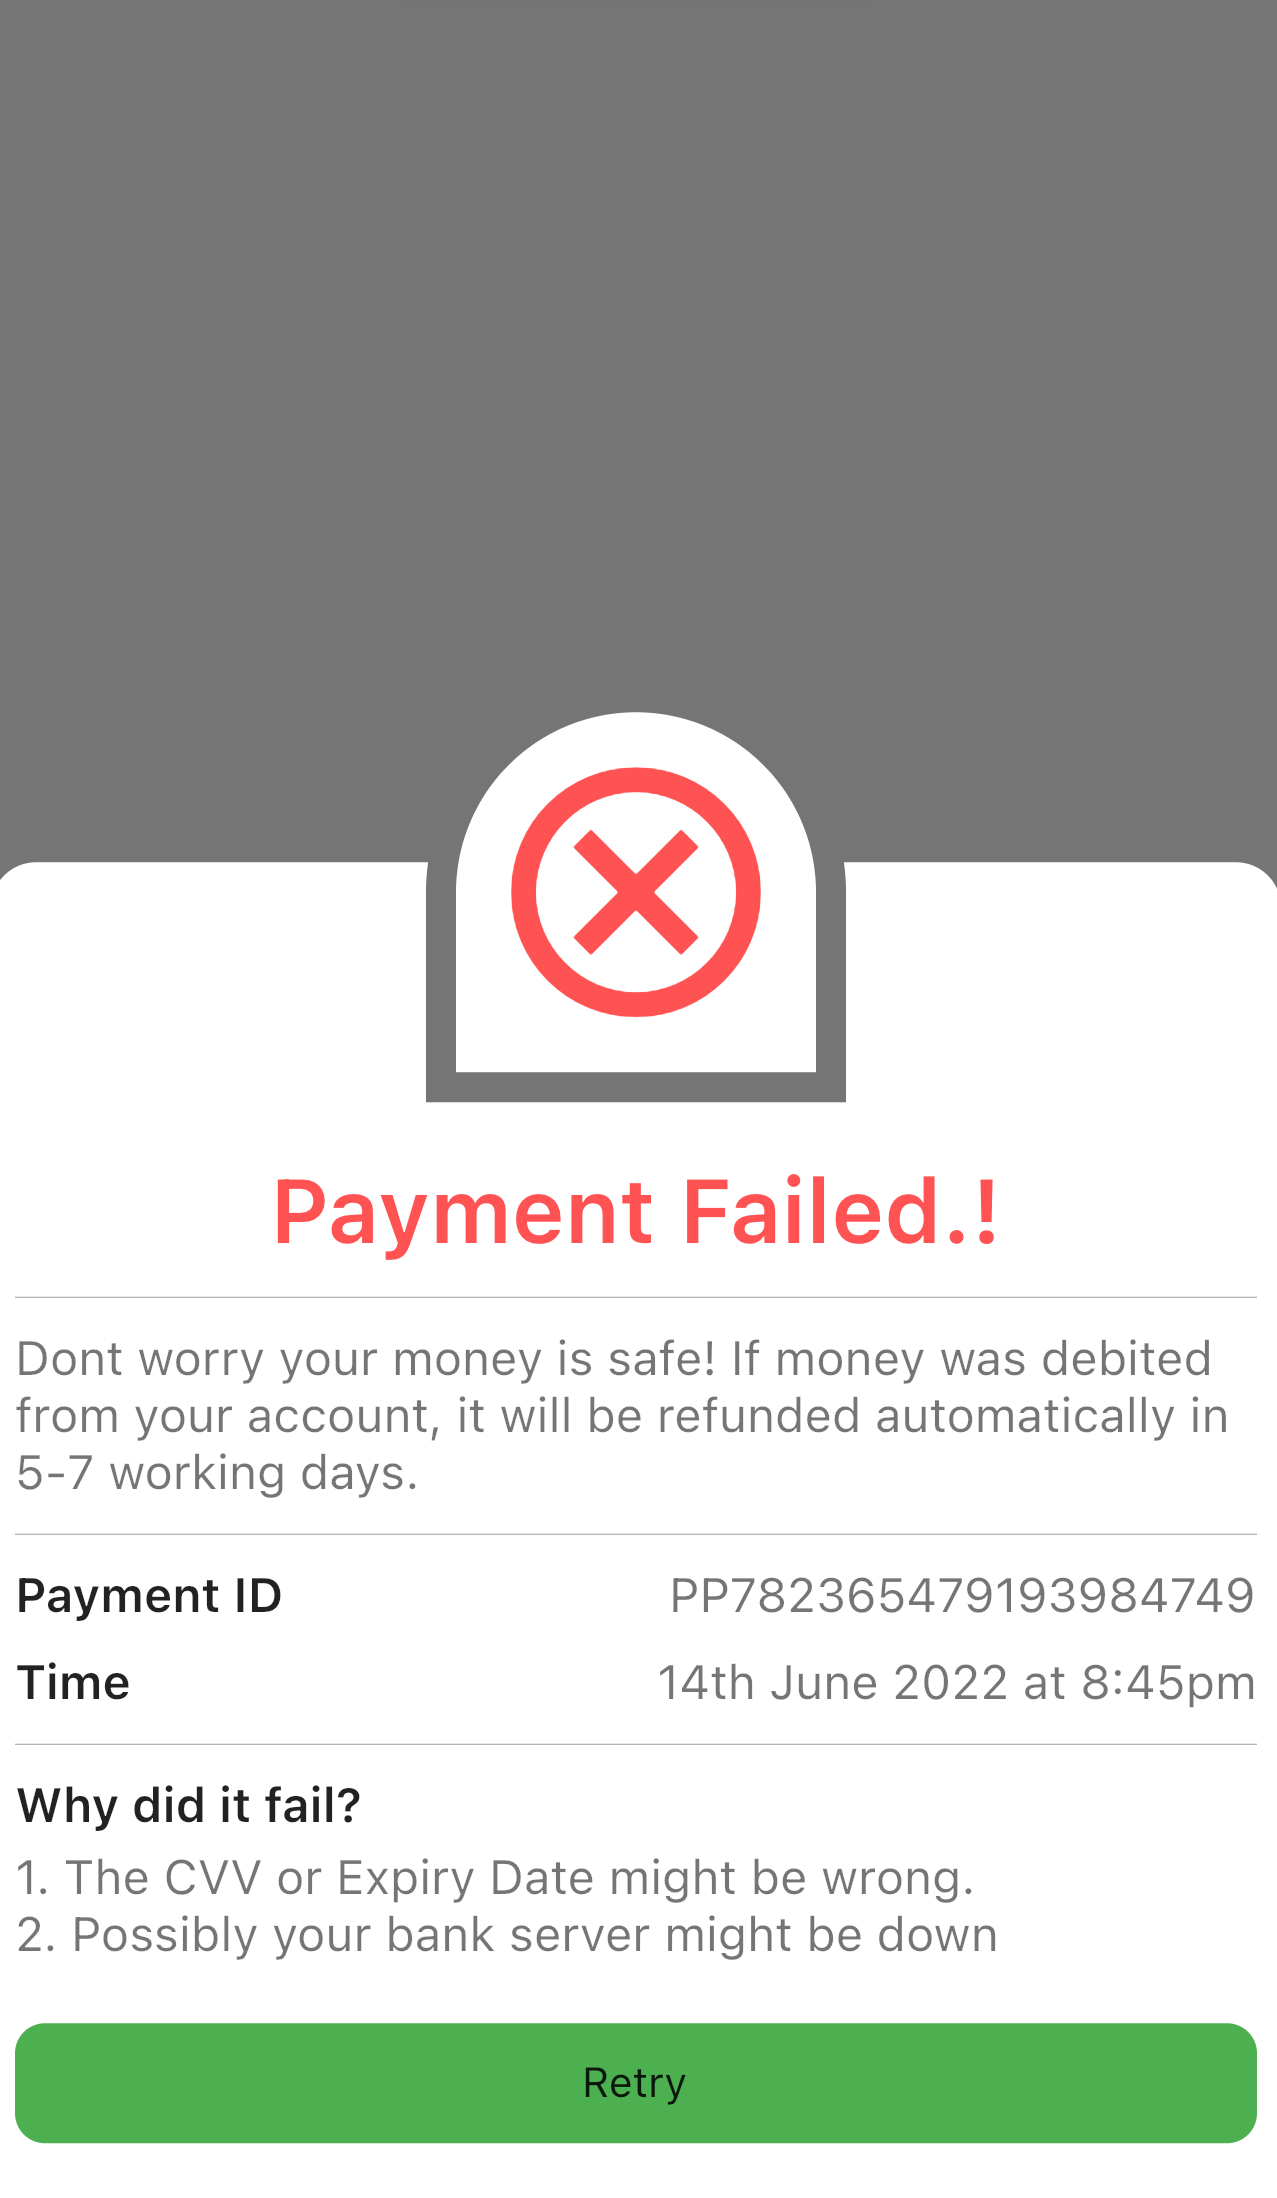 Payment Failed.!
Dont worry your money is safe! If money was debited
from your account, it will be refunded automatically in
5-7 working days.
Payment ID PP782365479193984749
Time 14th June 2022 at 8:45pm
Why did it fail?
1. The CVV or Expiry Date might be wrong.
2. Possibly your bank server might be down
Retry